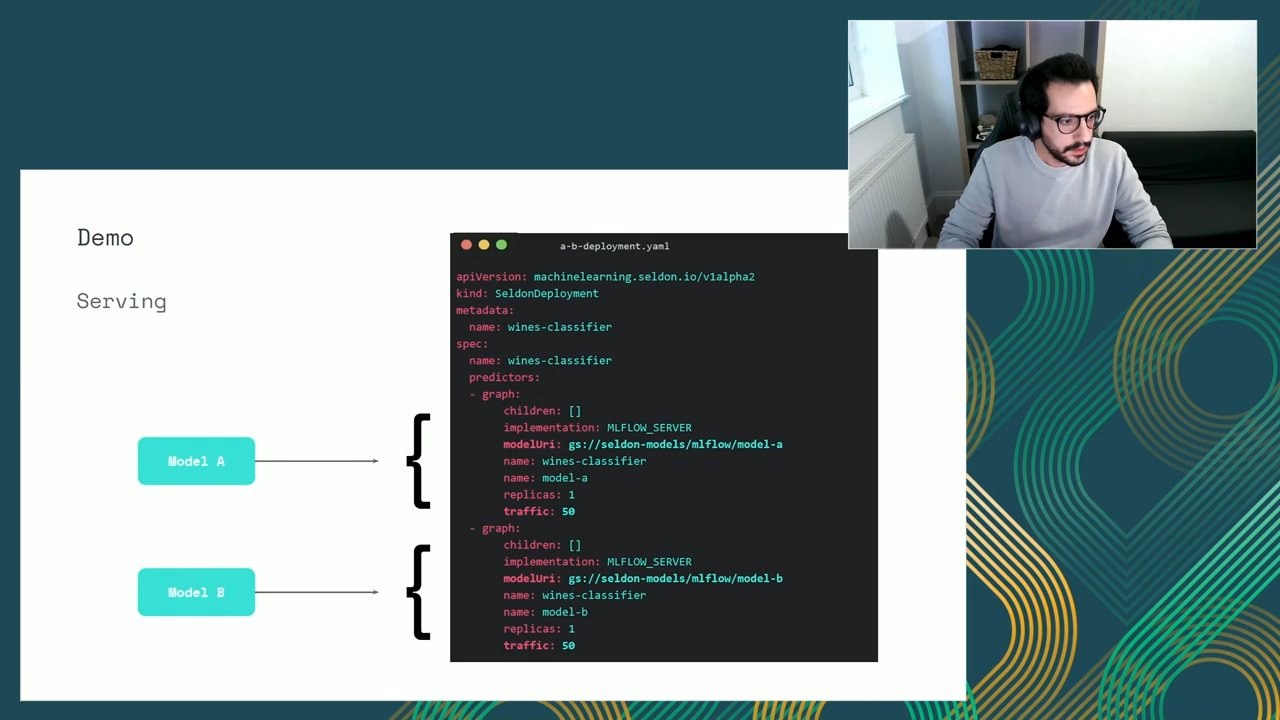 Demo
Serving
Model A
Model B
a-b-deployment.yaml
apiVersion: machinelearning.seldon.io/v1alpha2
kind: SeldonDeployment
metadata:
  name: wines-classifier
spec:
  name: wines-classifier
  predictors:
  - graph:
      children: []
      implementation: MLFLOW_SERVER
      modelUri: gs://seldon-models/mlflow/model-a
      name: wines-classifier
      name: model-a
      replicas: 1
      traffic: 50
  - graph:
      children: []
      implementation: MLFLOW_SERVER
      modelUri: gs://seldon-models/mlflow/model-b
      name: wines-classifier
      name: model-b
      replicas: 1
      traffic: 50